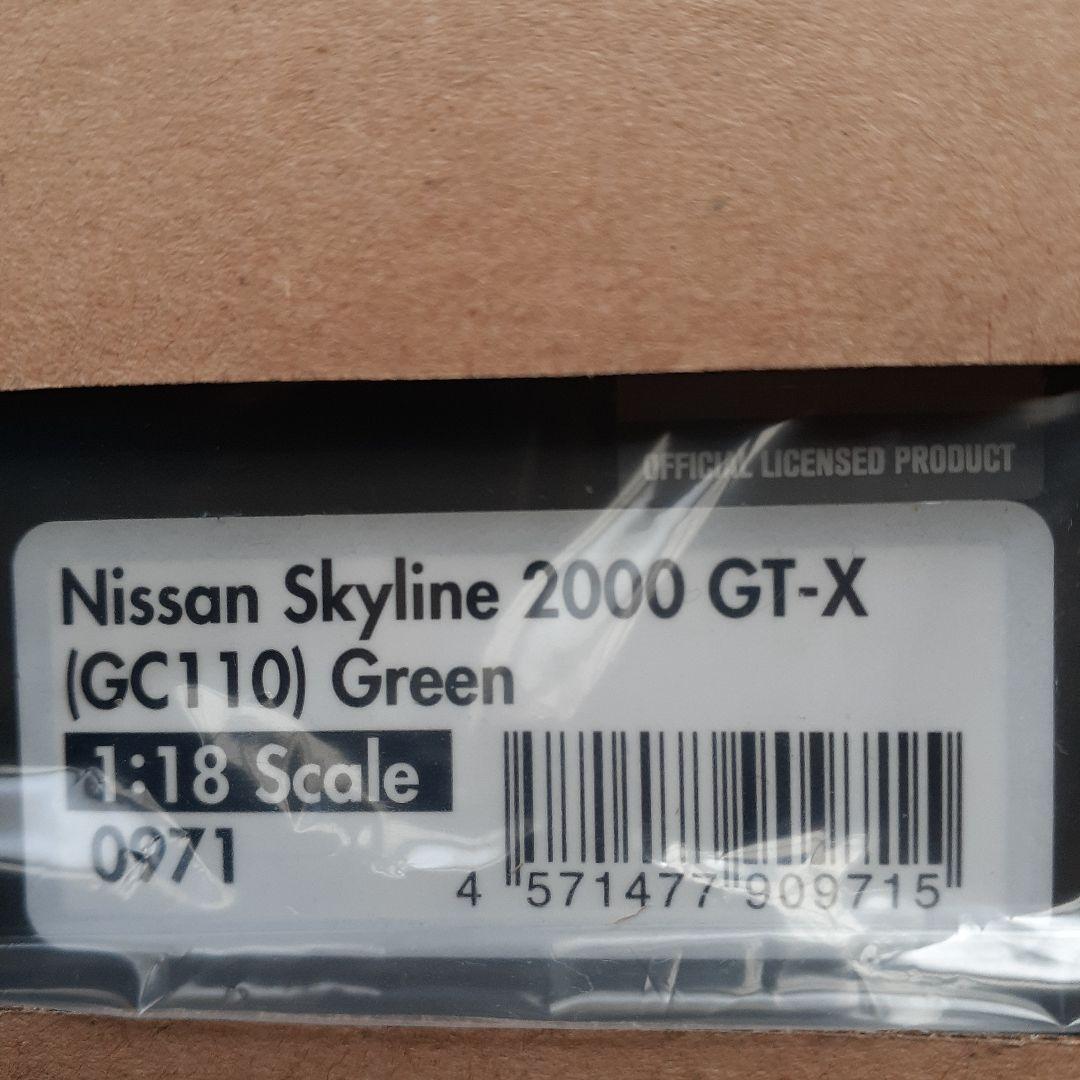 OFFICIAL LICENSED PRODUCT
Nissan Skyline 2000 GT-X
(GC110) Green
1:18 Scale
0971
4 571477 909715